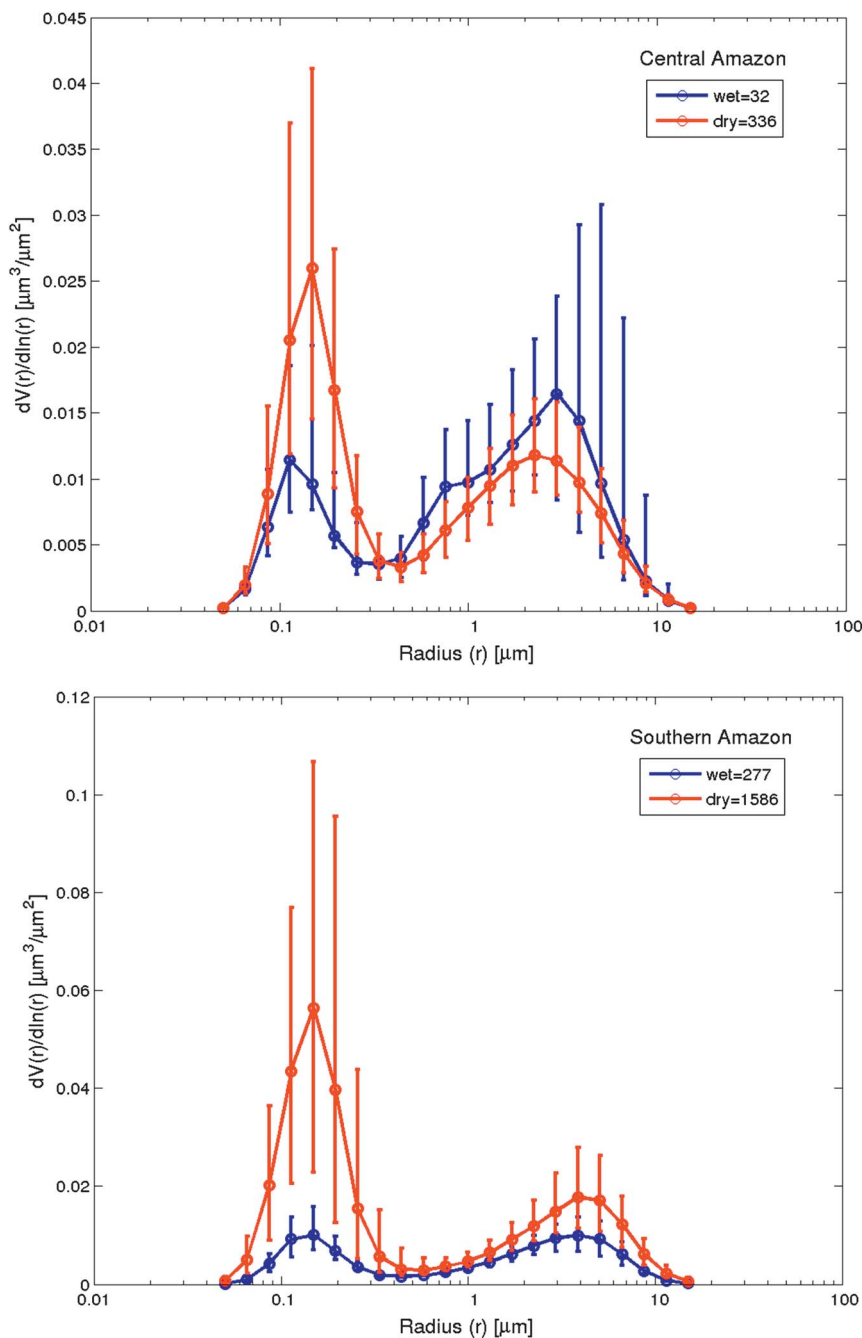 0.045
0.04
0.035
0.03
0.025
0.02
0.015
0.01
0.005
0
dV(r)/dln(r) [μm³/μm²]
Central Amazon
wet=32
dry=336
0.01
0.1
1
10
100
Radius (r) [μm]
0.12
0.1
0.08
0.06
0.04
0.02
0
dV(r)/dln(r) [μm³/μm²]
Southern Amazon
wet=277
dry=1586
0.01
0.1
1
10
100
Radius (r) [μm]